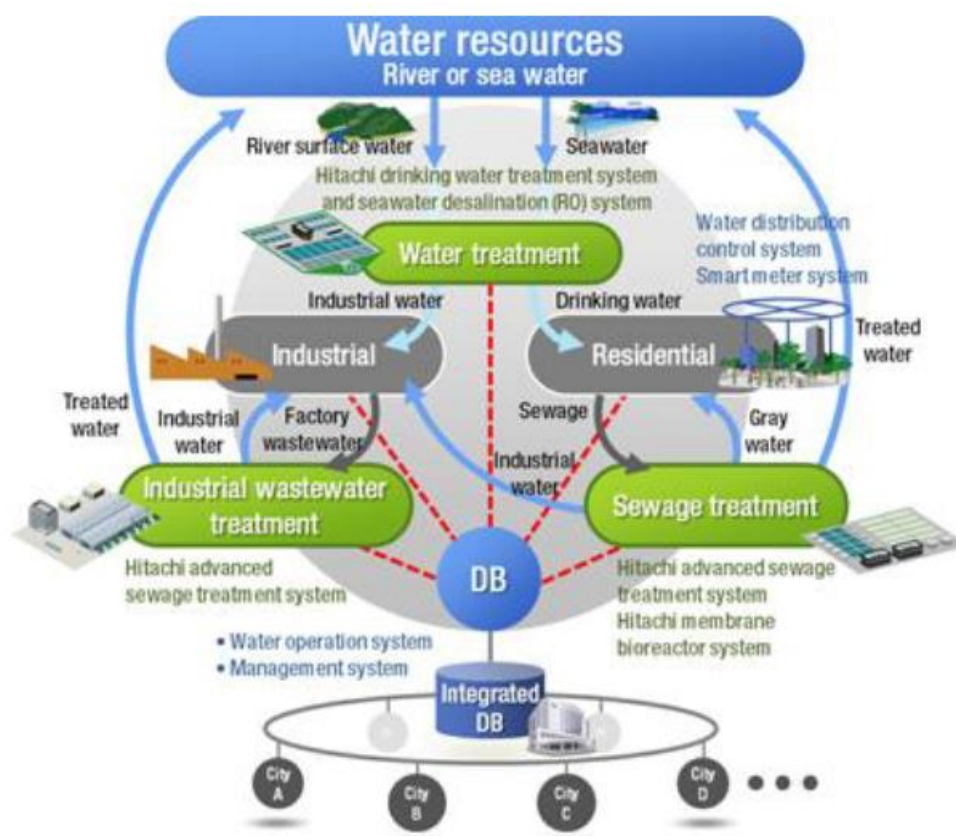 Water resources
River or sea water
River surface water
Seawater
Hitachi drinking water treatment system
and seawater desalination (RO) system
Water treatment
Water distribution
control system
Smart meter system
Industrial water
Drinking water
Industrial
Residential
Treated
water
Treated
water
Industrial
water
Factory
wastewater
Sewage
Gray
water
Industrial
water
Industrial wastewater
treatment
Sewage treatment
Hitachi advanced
sewage treatment system
DB
Hitachi advanced sewage
treatment system
Hitachi membrane
bioreactor system
• Water operation system
• Management system
Integrated
DB
City
A
City
B
City
C
City
D